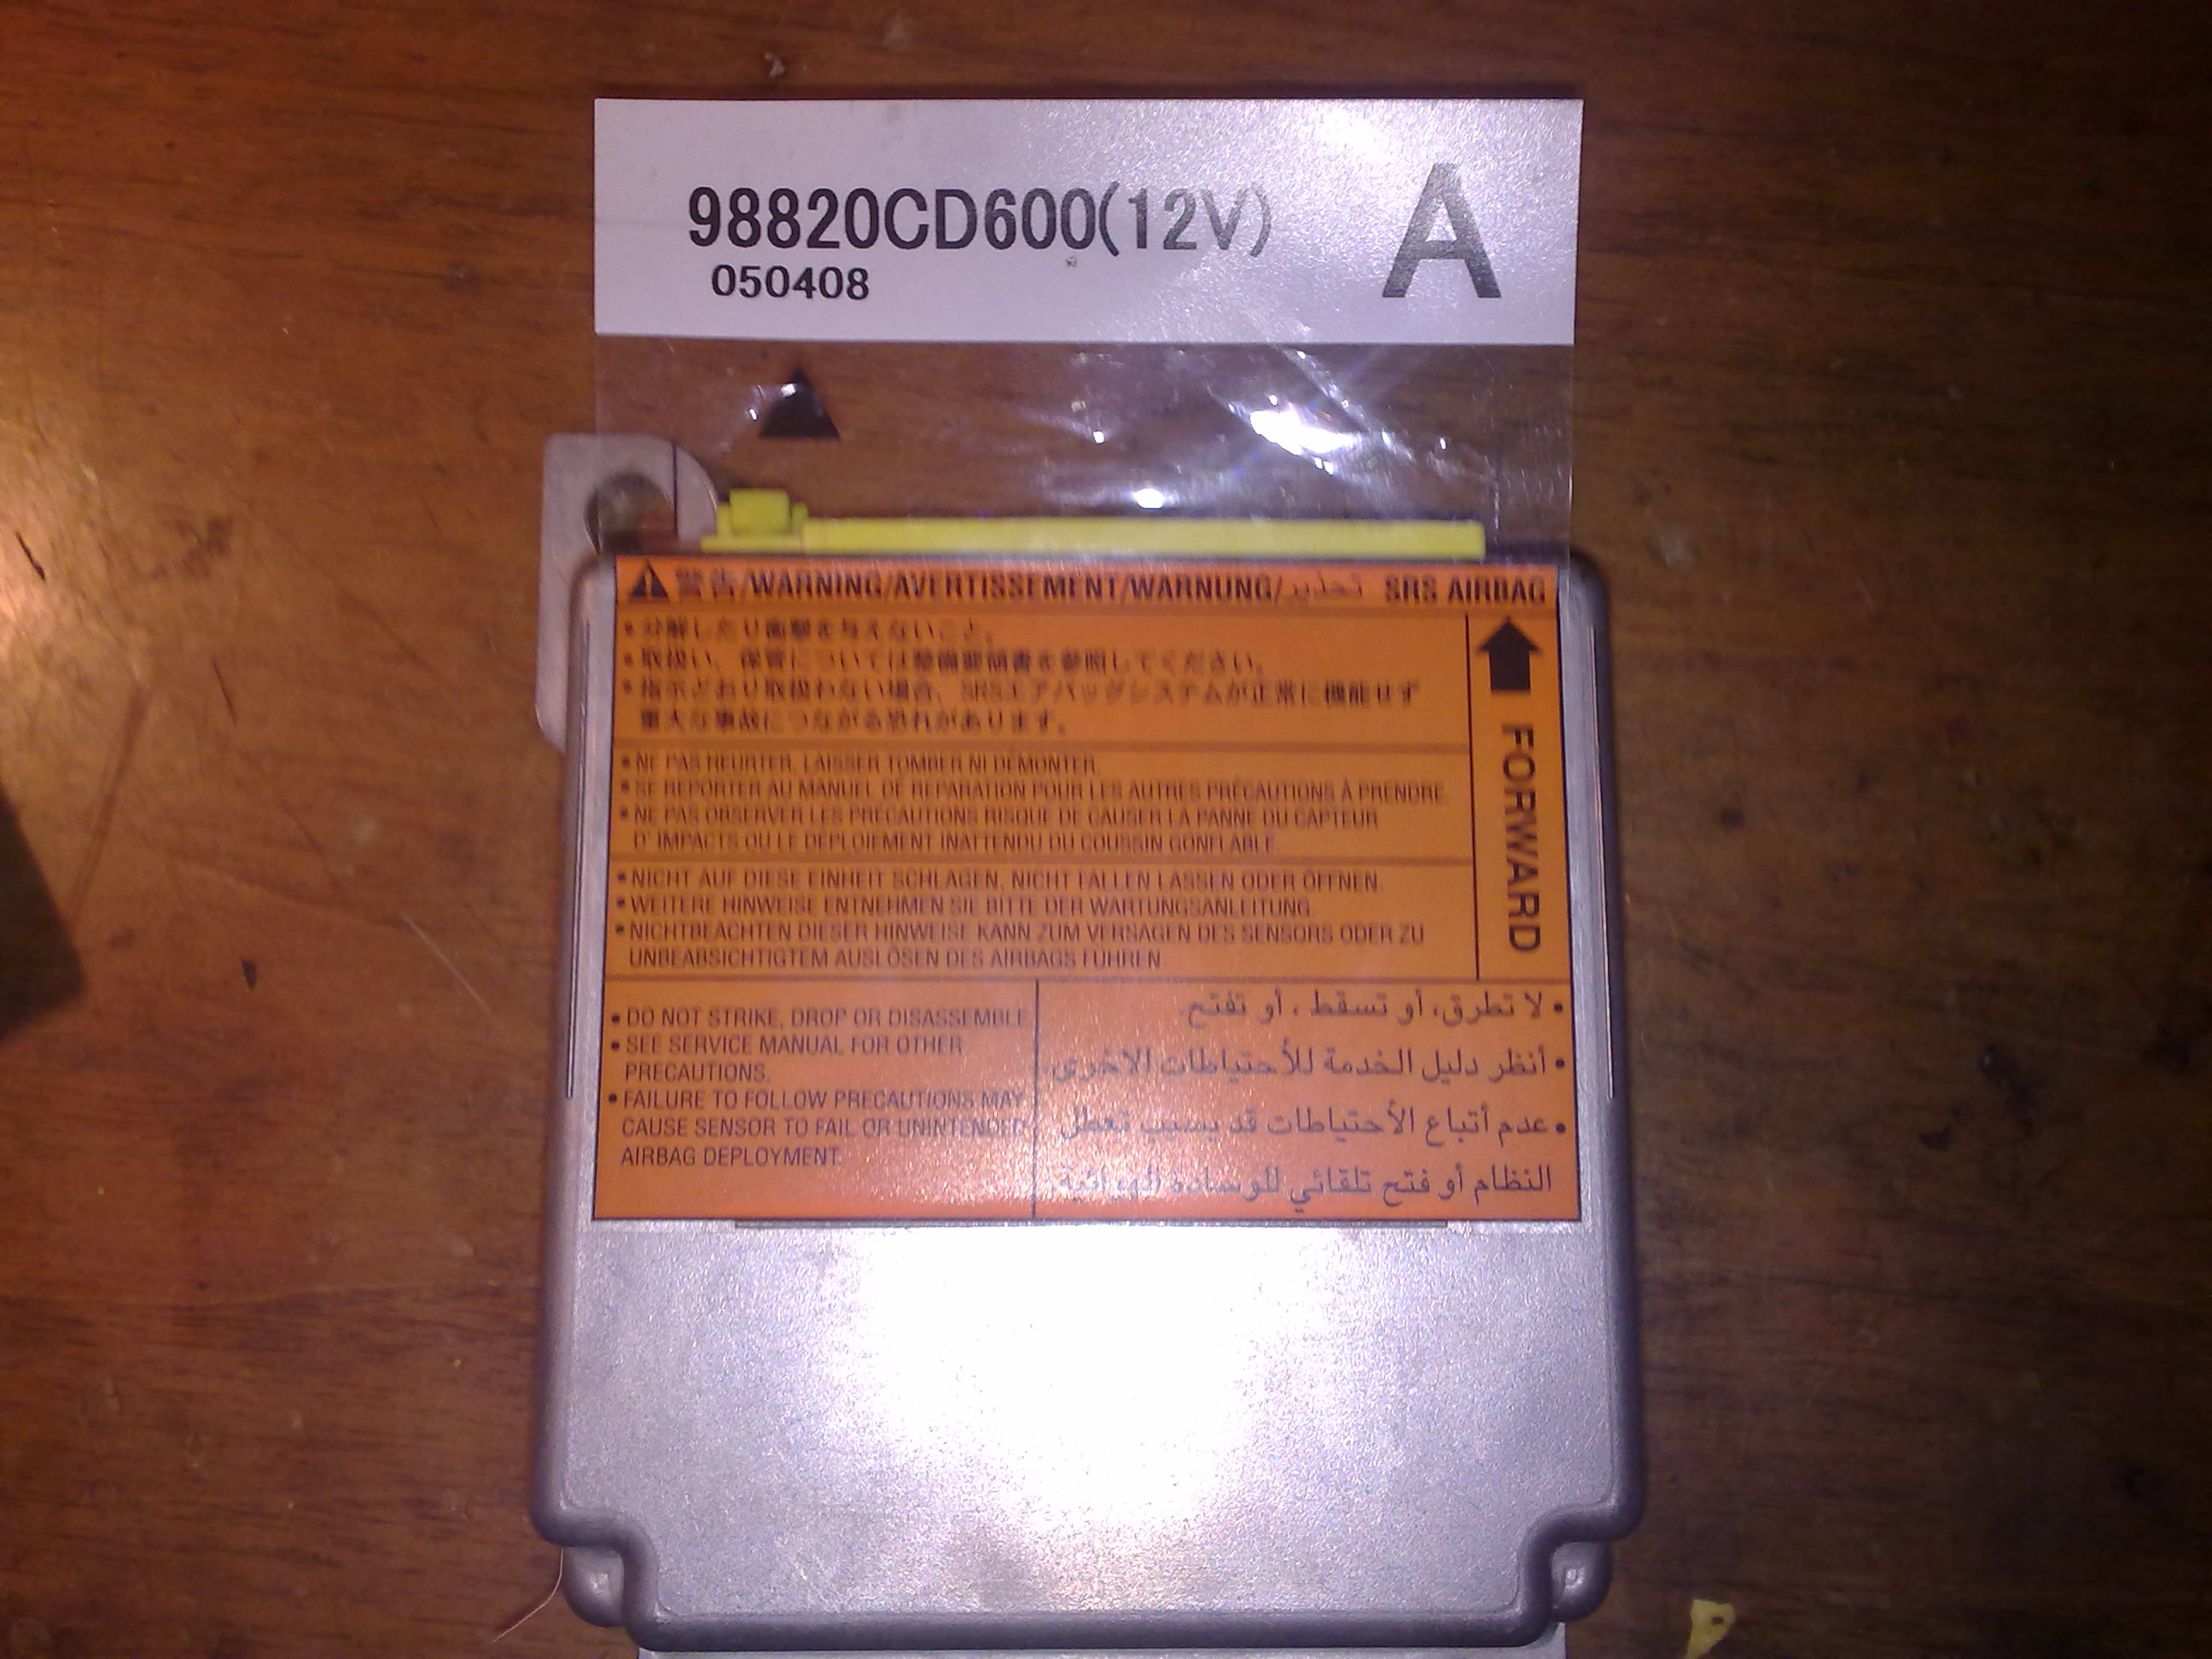 98820CD600(12V)
050408
A
警告/WARNING/AVERTISSEMENT/WARNUNG/تحذير SRS AIRBAG
• 分解したり衝撃を与えないこと。
• 取扱い、保管については整備要領書を参照してください。
• 指示どおり取扱わない場合、SRSエアバッグシステムが正常に機能せず
重大な事故につながる恐れがあります。
FORWARD
• NE PAS HEURTER, LAISSER TOMBER NI DEMONTER.
• SE REPORTER AU MANUEL DE REPARATION POUR LES AUTRES PRÉCAUTIONS À PRENDRE.
• NE PAS OBSERVER LES PRÉCAUTIONS RISQUE DE CAUSER LA PANNE DU CAPTEUR
D' IMPACTS OU LE DEPLOIEMENT INATTENDU DU COUSSIN GONFLABLE.
• NICHT AUF DIESE EINHEIT SCHLAGEN, NICHT FALLEN LASSEN ODER ÖFFNEN.
• WEITERE HINWEISE ENTNEHMEN SIE BITTE DER WARTUNGSANLEITUNG
• NICHTBEACHTEN DIESER HINWEISE KANN ZUM VERSAGEN DES SENSORS ODER ZU
UNBEABSICHTIGTEM AUSLÖSEN DES AIRBAGS FÜHREN
• DO NOT STRIKE, DROP OR DISASSEMBLE
• SEE SERVICE MANUAL FOR OTHER
PRECAUTIONS.
• FAILURE TO FOLLOW PRECAUTIONS MAY
CAUSE SENSOR TO FAIL OR UNINTENDED
AIRBAG DEPLOYMENT.
• لا تطرق، أو تسقط، أو تفتح.
• أنظر دليل الخدمة للأحتياطات الاخرى
• عدم أتباع الأحتياطات قد يسبب تعطل
النظام أو فتح تلقائي للوسادة الهوائية